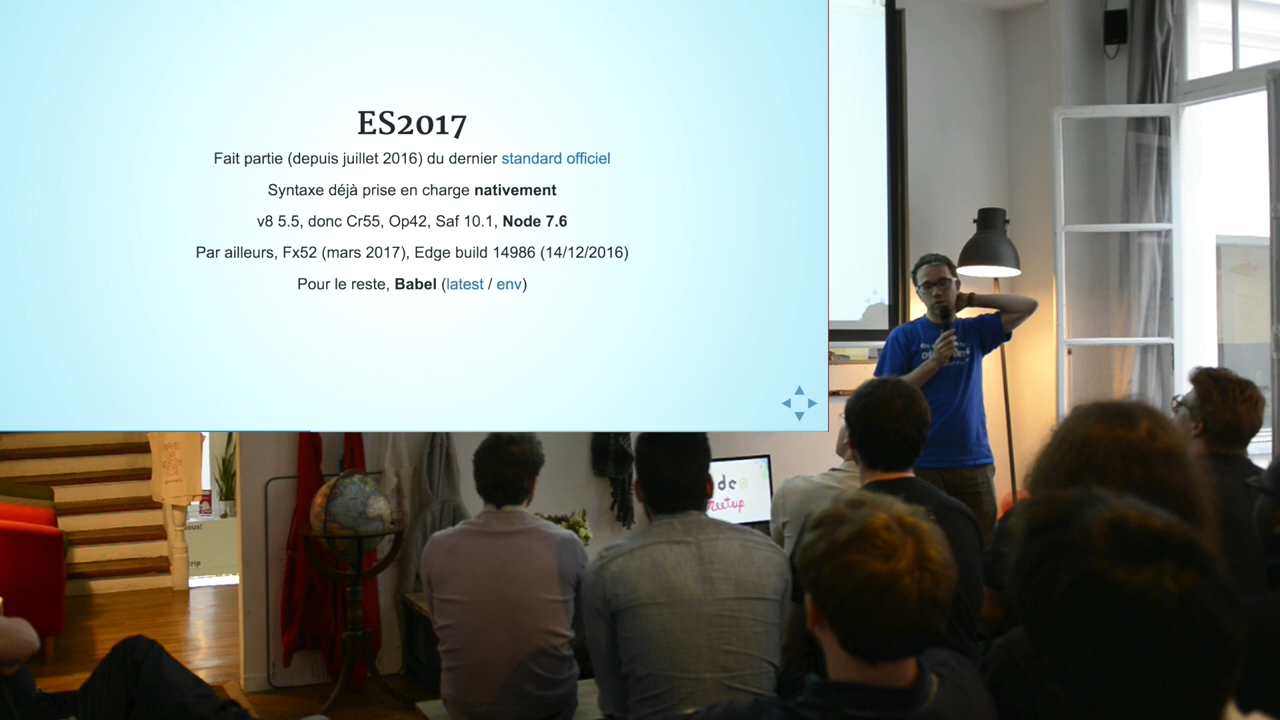 ES2017
Fait partie (depuis juillet 2016) du dernier standard officiel
Syntaxe déjà prise en charge nativement
v8 5.5, donc Cr55, Op42, Saf 10.1, Node 7.6
Par ailleurs, Fx52 (mars 2017), Edge build 14986 (14/12/2016)
Pour le reste, Babel (latest / env)